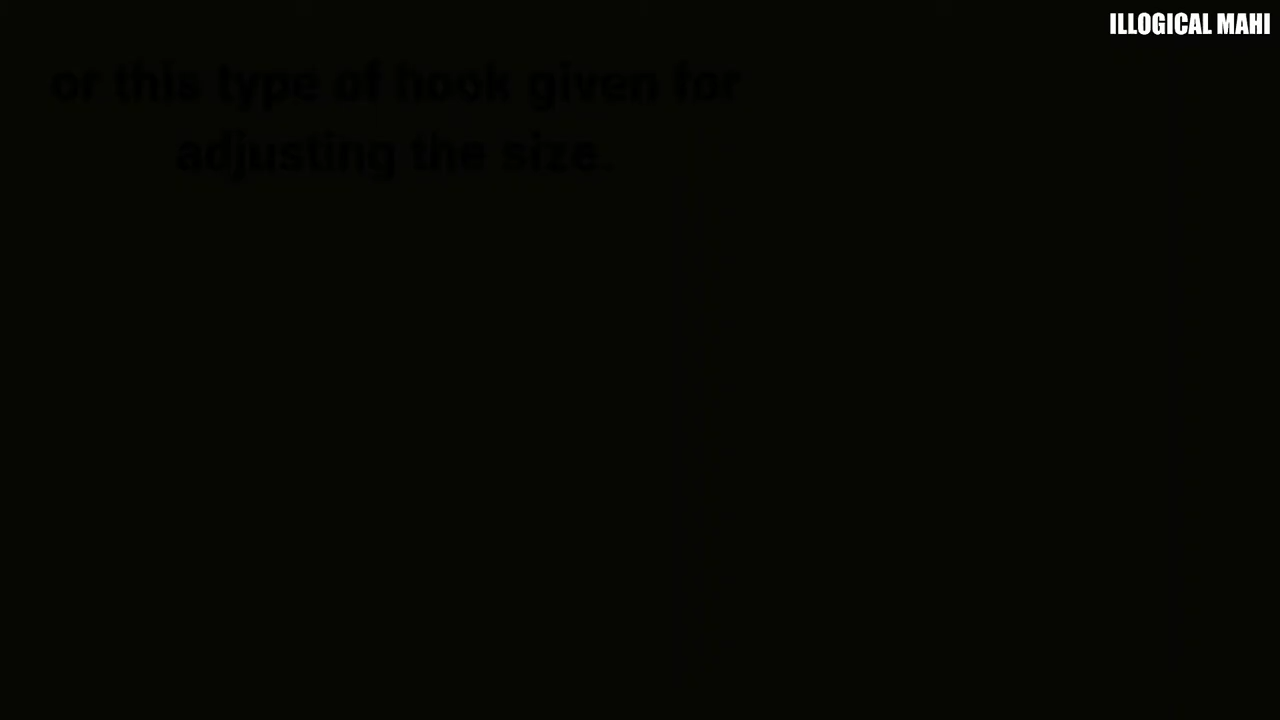 ILLOGICAL MAHI
or this type of hook given for
adjusting the size.